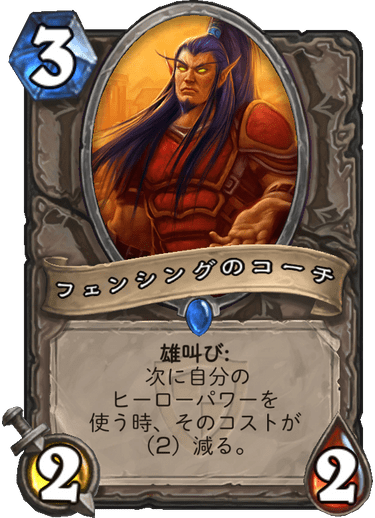 3
フェンシングのコーチ
雄叫び:
次に自分の
ヒーローパワーを
使う時、そのコストが
（2）減る。
2
2